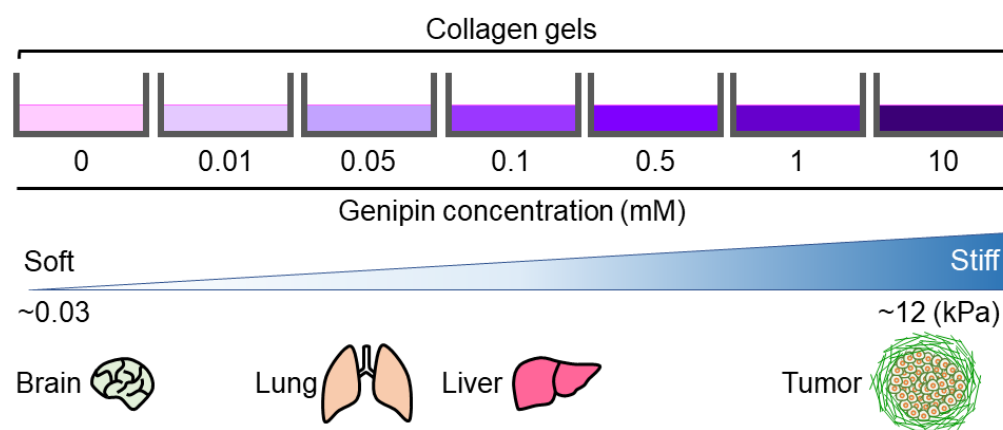 Collagen gels
0 0.01 0.05 0.1 0.5 1 10
Genipin concentration (mM)
Soft Stiff
~0.03 ~12 (kPa)
Brain Lung Liver Tumor